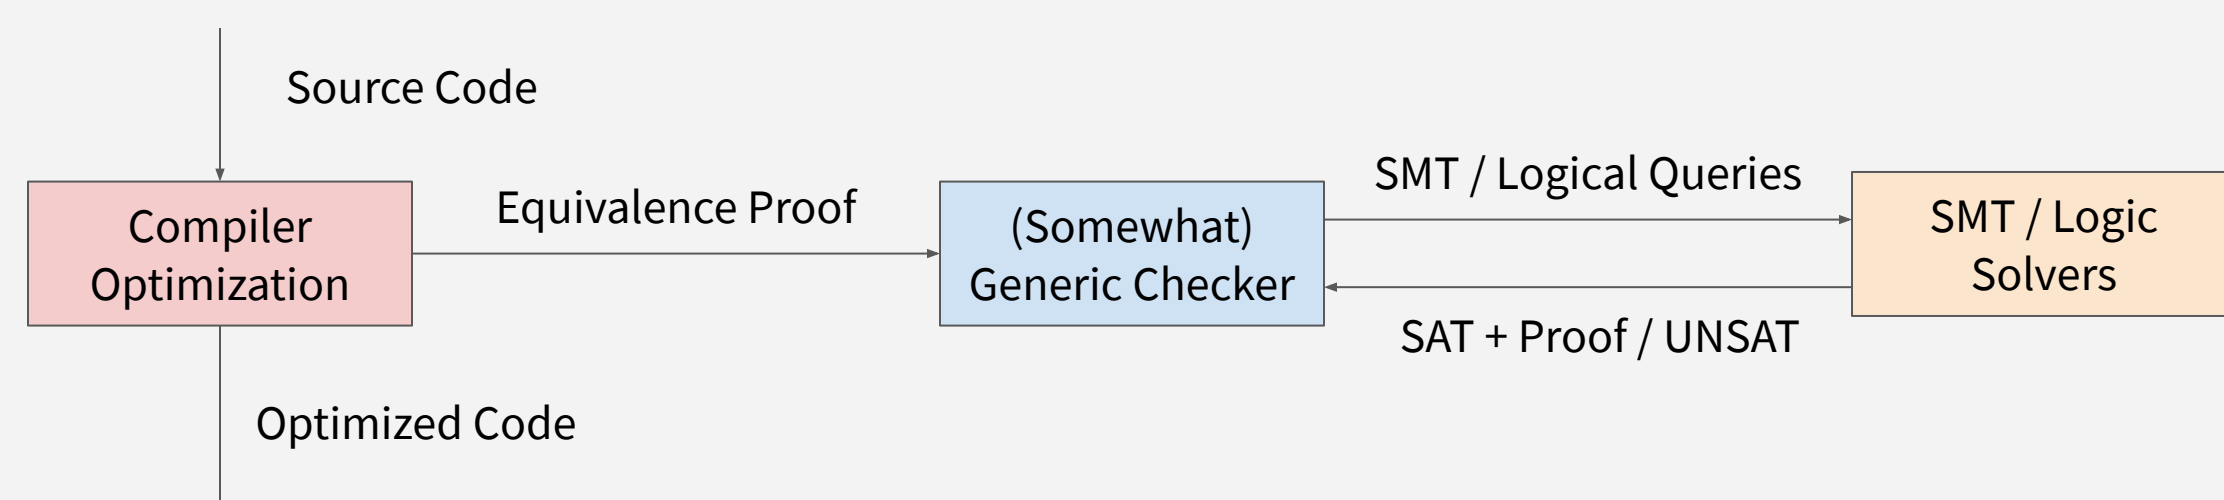 Source Code
Compiler
Optimization
Equivalence Proof
(Somewhat)
Generic Checker
SMT / Logical Queries
SAT + Proof / UNSAT
SMT / Logic
Solvers
Optimized Code